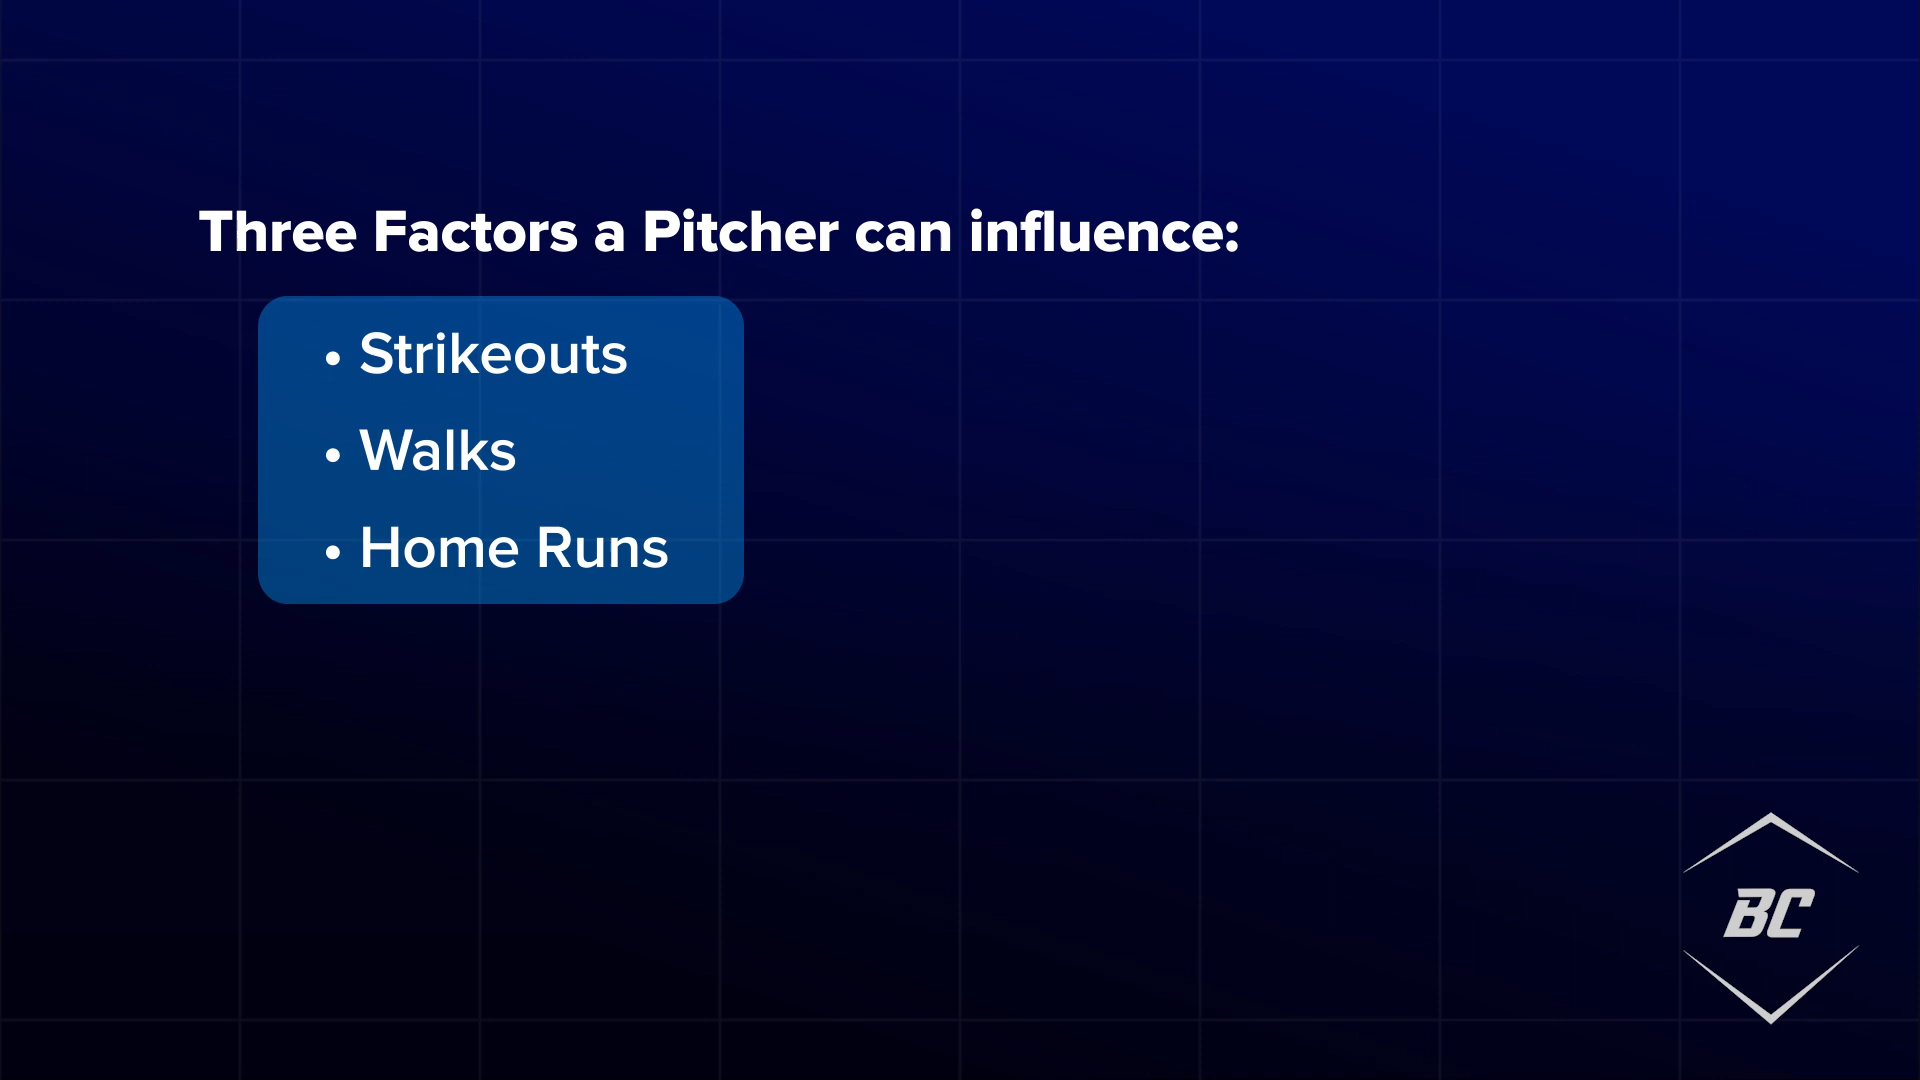 Three Factors a Pitcher can influence:
• Strikeouts
• Walks
• Home Runs
BC